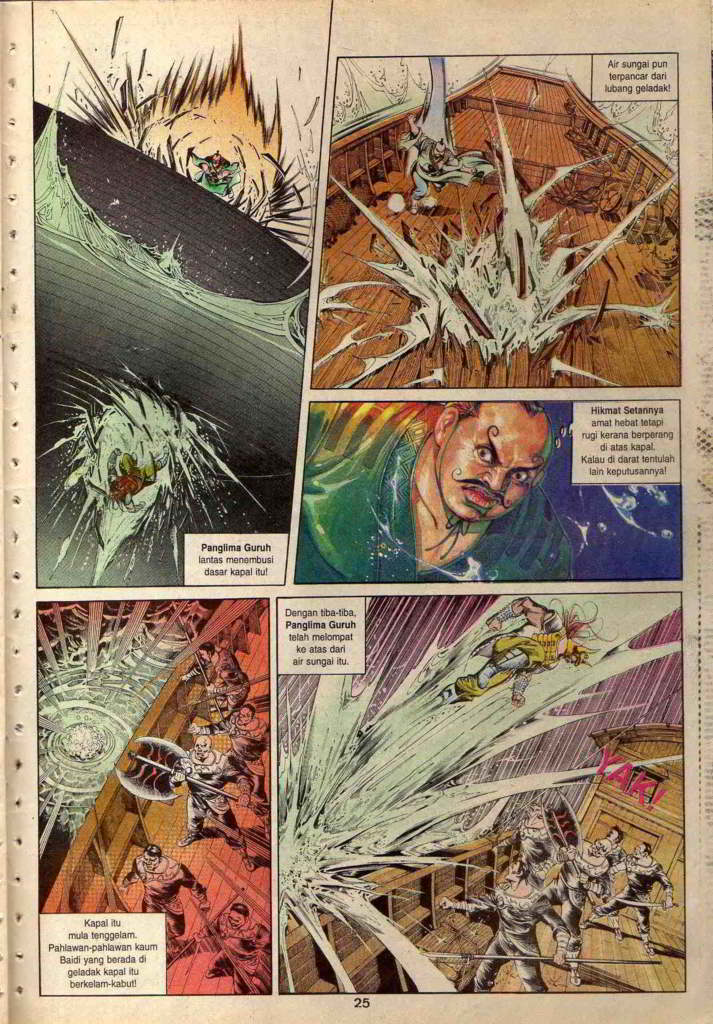 Panglima Guruh
lantas menembusi
dasar kapal itu!
Air sungai pun
terpancar dari
lubang geladak!
Hikmat Setannya
amat hebat tetapi
rugi kerana berperang
di atas kapal.
Kalau di darat tentulah
lain keputusannya!
Kapal itu
mula tenggelam.
Pahlawan-pahlawan kaum
Baidi yang berada di
geladak kapal itu
berkelam-kabut!
Dengan tiba-tiba,
Panglima Guruh
telah melompat
ke atas dari
air sungai itu.
YAK!
25